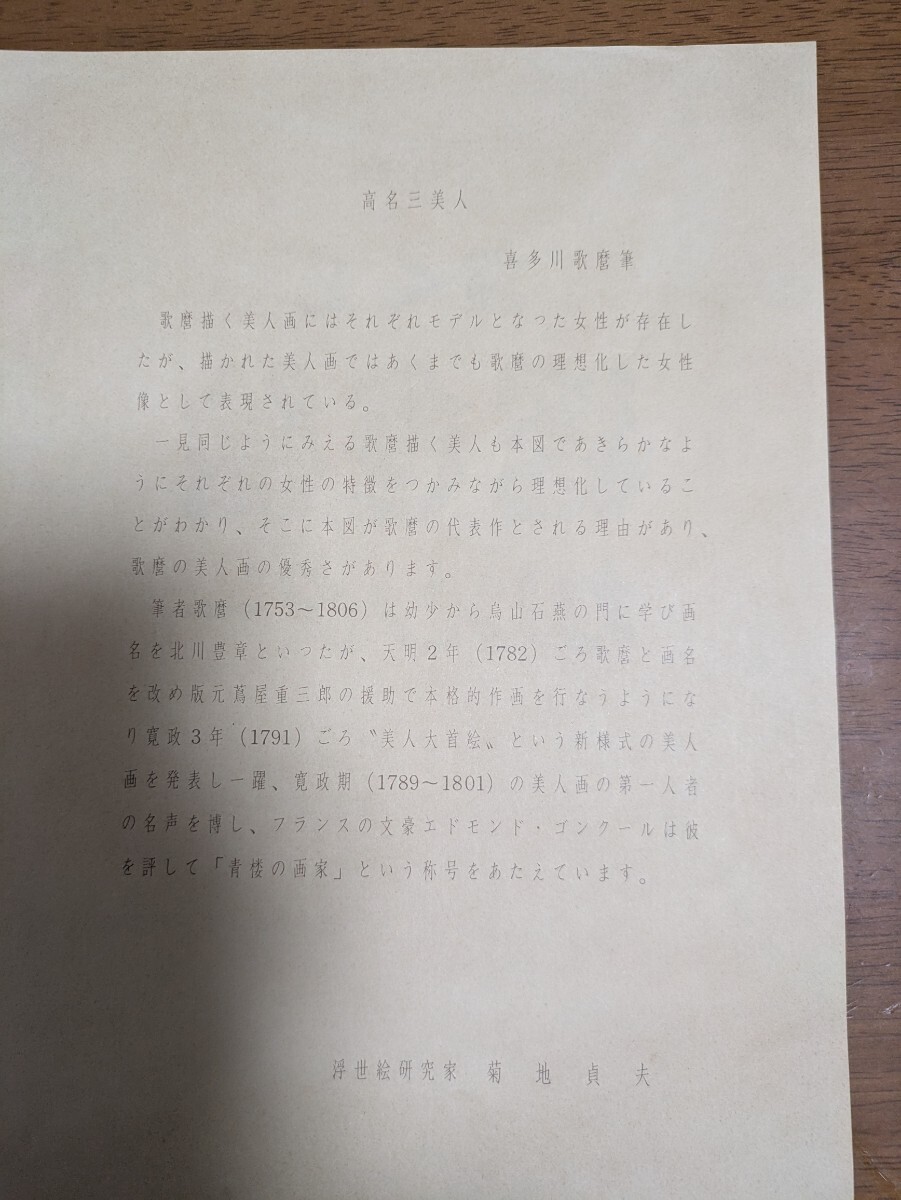 高名三美人
喜多川歌麿筆
歌麿描く美人画にはそれぞれモデルとなつた女性が存在し
たが、描かれた美人画ではあくまでも歌麿の理想化した女性
像として表現されている。
一見同じようにみえる歌麿描く美人も本図であきらかなよ
うにそれぞれの女性の特徴をつかみながら理想化しているこ
とがわかり、そこに本図が歌麿の代表作とされる理由があり、
歌麿の美人画の優秀さがあります。
筆者歌麿(1753〜1806)は幼少から鳥山石燕の門に学び画
名を北川豊章といつたが、天明2年(1782)ごろ歌麿と画名
を改め版元蔦屋重三郎の援助で本格的作画を行なうようにな
り寛政3年(1791)ごろ〝美人大首絵〟という新様式の美人
画を発表し一躍、寛政期(1789〜1801)の美人画の第一人者
の名声を博し、フランスの文豪エドモンド・ゴンクールは彼
を評して「青楼の画家」という称号をあたえています。
浮世絵研究家 菊地貞夫